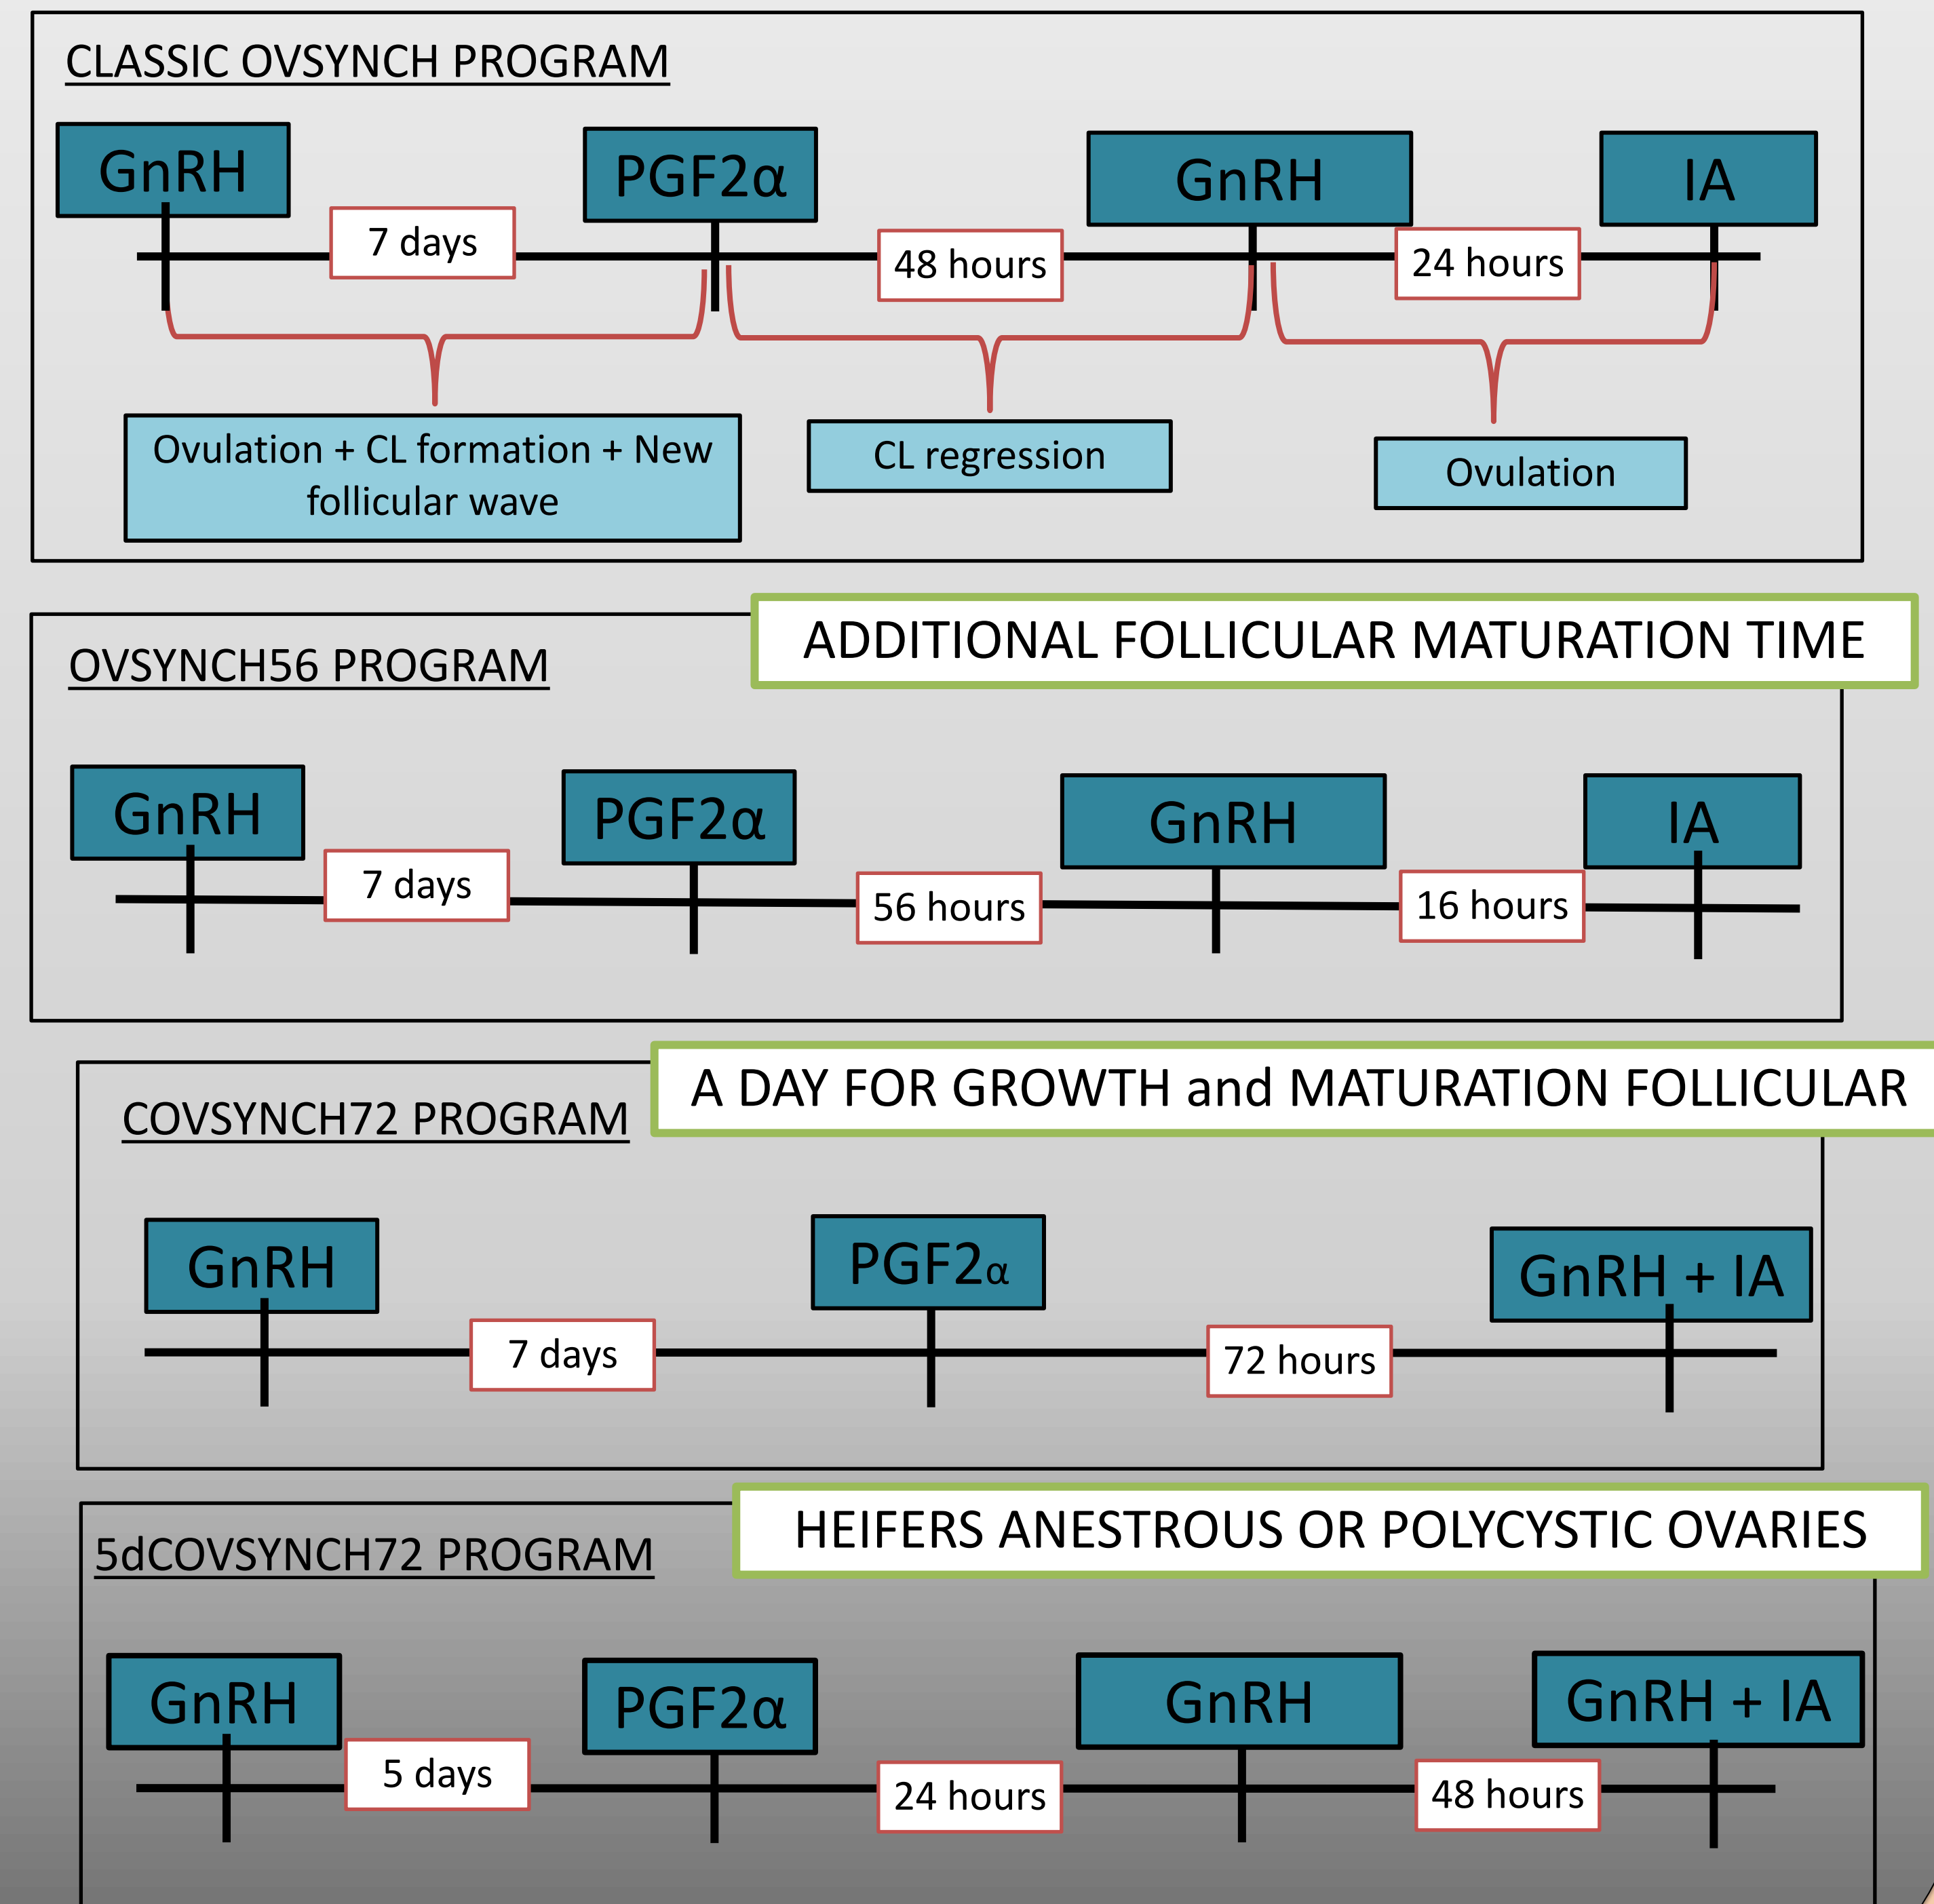 CLASSIC OVSYNCH PROGRAM
GnRH
PGF2α
GnRH
IA
7 days
48 hours
24 hours
Ovulation + CL formation + New
follicular wave
CL regression
Ovulation
ADDITIONAL FOLLICULAR MATURATION TIME
OVSYNCH56 PROGRAM
GnRH
PGF2α
GnRH
IA
7 days
56 hours
16 hours
A DAY FOR GROWTH and MATURATION FOLLICULAR
COVSYNCH72 PROGRAM
GnRH
PGF2α
GnRH + IA
7 days
72 hours
HEIFERS ANESTROUS OR POLYCYSTIC OVARIES
5dCOVSYNCH72 PROGRAM
GnRH
PGF2α
GnRH
GnRH + IA
5 days
24 hours
48 hours